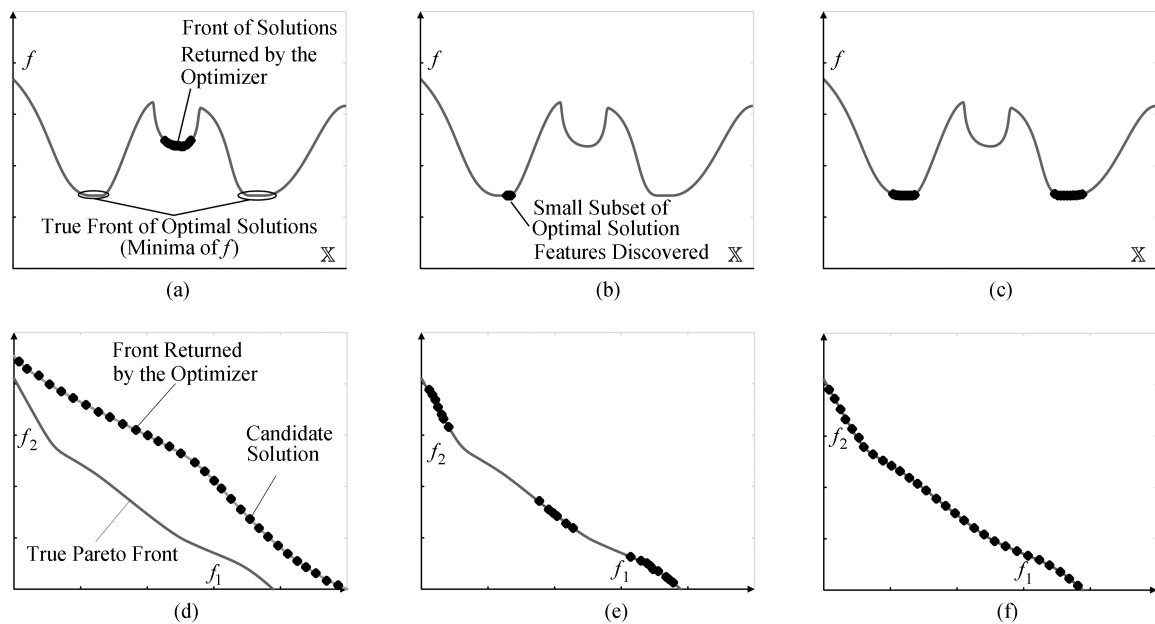 f
Front of Solutions
Returned by the
Optimizer
True Front of Optimal Solutions
(Minima of f)
𝕏
(a)
f
Small Subset of
Optimal Solution
Features Discovered
𝕏
(b)
f
𝕏
(c)
Front Returned
by the Optimizer
f2
Candidate
Solution
True Pareto Front
f1
(d)
f2
f1
(e)
f2
f1
(f)